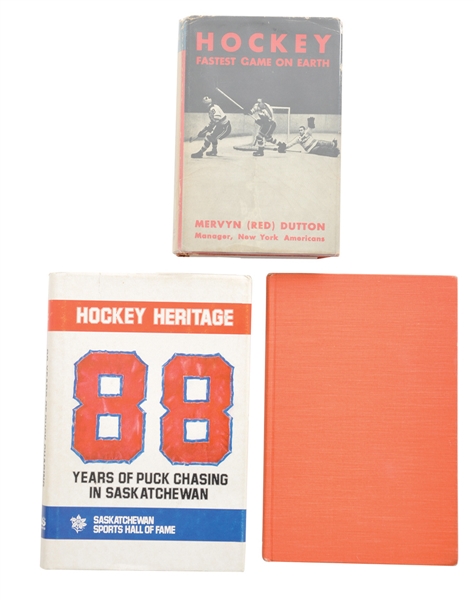 HOCKEY
FASTEST GAME ON EARTH
MERVYN (RED) DUTTON
Manager, New York Americans
HOCKEY HERITAGE
88
YEARS OF PUCK CHASING
IN SASKATCHEWAN
SASKATCHEWAN
SPORTS HALL OF FAME